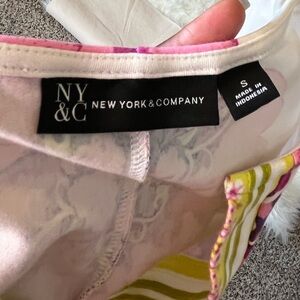 NY
&C NEW YORK & COMPANY
S
MADE IN
INDONESIA